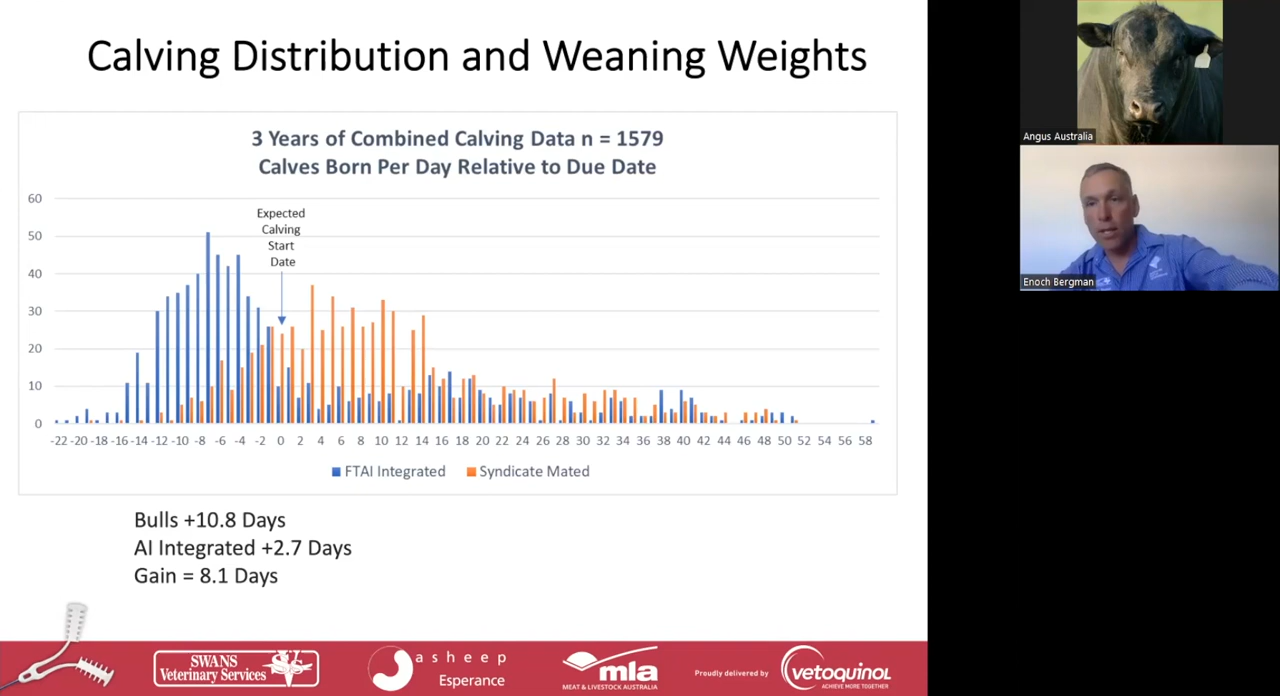 Calving Distribution and Weaning Weights
3 Years of Combined Calving Data n = 1579
Calves Born Per Day Relative to Due Date
60
50
40
30
20
10
0
Expected
Calving
Start
Date
-22 -20 -18 -16 -14 -12 -10 -8 -6 -4 -2 0 2 4 6 8 10 12 14 16 18 20 22 24 26 28 30 32 34 36 38 40 42 44 46 48 50 52 54 56 58
FTAI Integrated Syndicate Mated
Bulls +10.8 Days
AI Integrated +2.7 Days
Gain = 8.1 Days
SWANS
Veterinary Services
asheep
Esperance
mla
MEAT & LIVESTOCK AUSTRALIA
Proudly delivered by
vetoquinol
ACHIEVE MORE TOGETHER
Angus Australia
Enoch Bergman